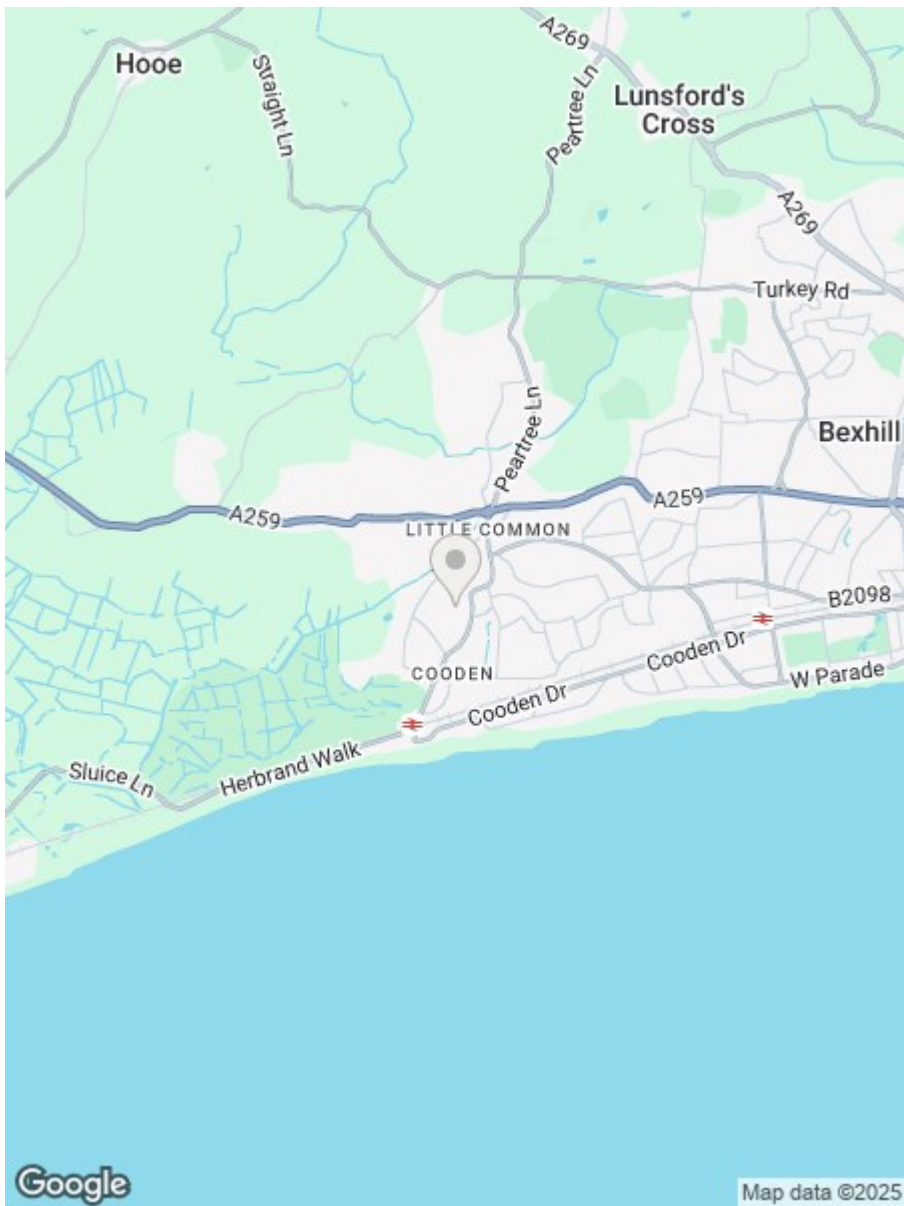 A269
Hooe
Straight Ln
Peartree Ln
Lunsford's
Cross
A269
Turkey Rd
Peartree Ln
Bexhill
A259
A259
LITTLE COMMON
B2098
Cooden Dr
COODEN
W Parade
Cooden Dr
Herbrand Walk
Sluice Ln
Google
Map data ©2025